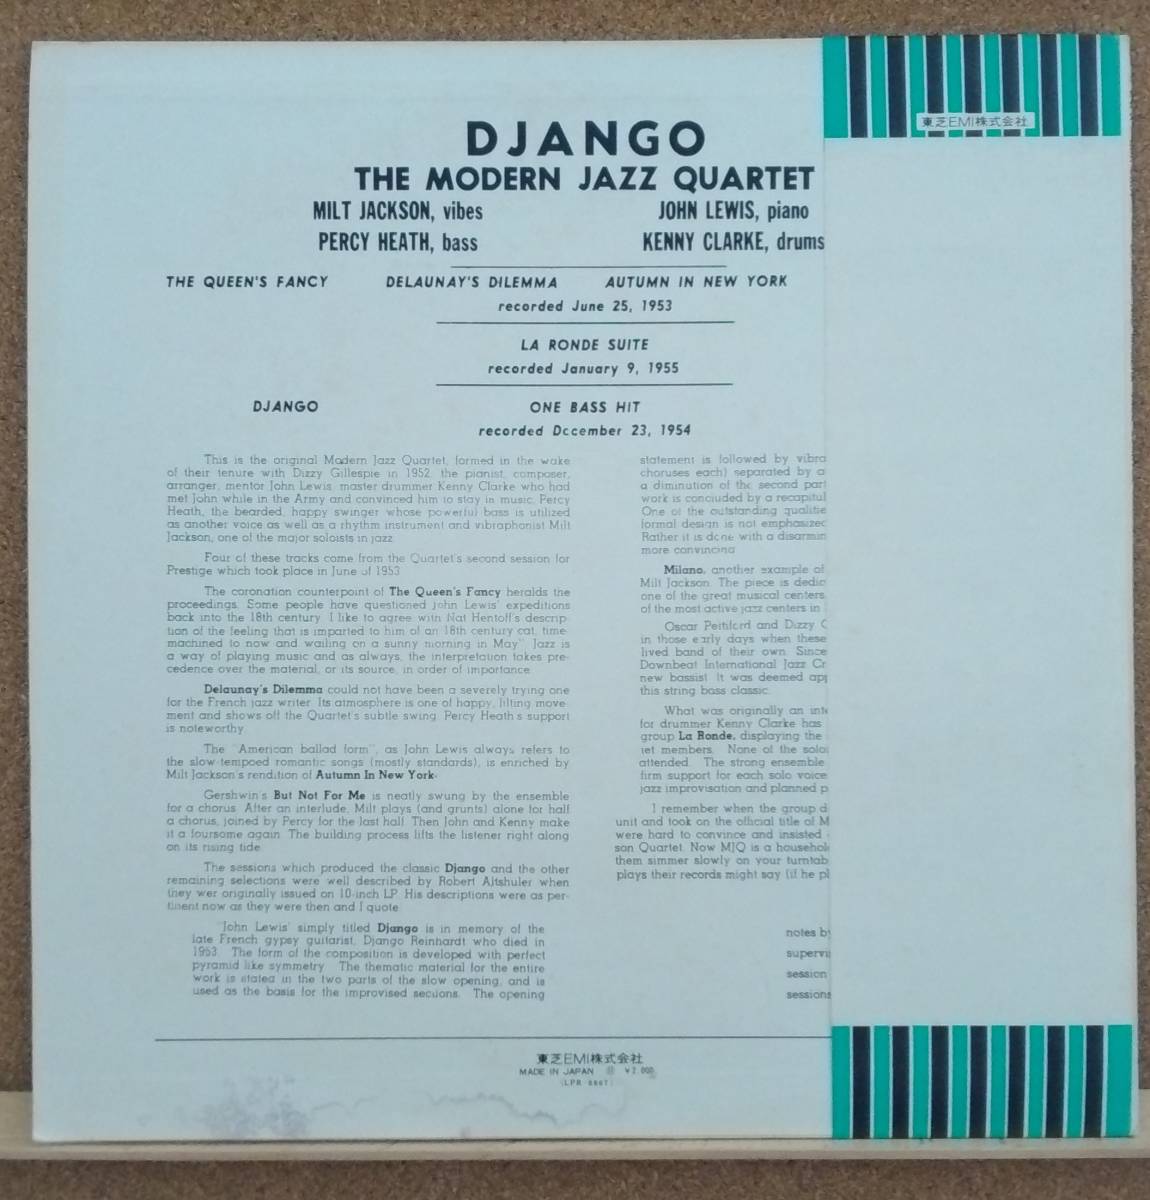 東芝EMI株式会社
DJANGO
THE MODERN JAZZ QUARTET
MILT JACKSON, vibes JOHN LEWIS, piano
PERCY HEATH, bass KENNY CLARKE, drums
THE QUEEN'S FANCY DELAUNAY'S DILEMMA AUTUMN IN NEW YORK
recorded June 25, 1953
LA RONDE SUITE
recorded January 9, 1955
DJANGO ONE BASS HIT
recorded December 23, 1954
This is the original Modern Jazz Quartet, formed in the wake
of their tenure with Dizzy Gillespie in 1952, the pianist, composer,
arranger, mentor John Lewis, master drummer Kenny Clarke who had
met John while in the Army and convinced him to stay in music, Percy
Heath, the bearded, happy swinger whose powerful bass is utilized
as another voice as well as a rhythm instrument and vibraphonist Milt
Jackson, one of the major soloists in jazz.
Four of these tracks come from the Quartet's second session for
Prestige which took place in June of 1953.
The coronation counterpoint of The Queen's Fancy heralds the
proceedings. Some people have questioned John Lewis' expeditions
back into the 18th century. I like to agree with Nat Hentoff's descrip-
tion of the feeling that is imparted to him of an 18th century cat, time-
machined to now and wailing on a sunny morning in May". Jazz is
a way of playing music and as always, the interpretation takes pre-
cedence over the material, or its source, in order of importance.
Delaunay's Dilemma could not have been a severely trying one
for the French jazz writer. Its atmosphere is one of happy, lilting move-
ment and shows off the Quartet's subtle swing. Percy Heath's support
is noteworthy.
The "American ballad form", as John Lewis always refers to
the slow-tempoed romantic songs (mostly standards), is enriched by
Milt Jackson's rendition of Autumn In New York.
Gershwin's But Not For Me is neatly swung by the ensemble
for a chorus. After an interlude, Milt plays (and grunts) alone for half
a chorus, joined by Percy for the last half. Then John and Kenny make
it a foursome again. The building process lifts the listener right along
on its rising tide.
The sessions which produced the classic Django and the other
remaining selections were well described by Robert Altshuler when
they wer originally issued on 10-inch LP. His descriptions were as per-
tinent now as they were then and I quote.
"John Lewis' simply titled Django is in memory of the
late French gypsy guitarist, Django Reinhardt who died in
1953. The form of the composition is developed with perfect
pyramid like symmetry. The thematic material for the entire
work is stated in the two parts of the slow opening, and is
used as the basis for the improvised sections. The opening
statement is followed by vibra
choruses each) separated by a
a diminution of the second part
work is concluded by a recapitul
One of the outstanding qualitie
formal design is not emphasized
Rather it is done with a disarmin
more convincing.
Milano, another example of
Milt Jackson. The piece is dedic
one of the great musical centers
of the most active jazz centers in
Oscar Pettiford and Dizzy G
in those early days when these
lived band of their own. Since
Downbeat International Jazz Cr
new bassist. It was deemed app
this string bass classic.
What was originally an inte
for drummer Kenny Clarke has
group La Ronde, displaying the
tet members. None of the solo
attended. The strong ensemble
firm support for each solo voice
jazz improvisation and planned p
I remember when the group d
unit and took on the official title of M
were hard to convince and insisted
son Quartet. Now MJQ is a househol
them simmer slowly on your turntab
plays their records might say (if he pl
notes by
supervi
session
sessions
東芝EMI株式会社
MADE IN JAPAN ¥2,000